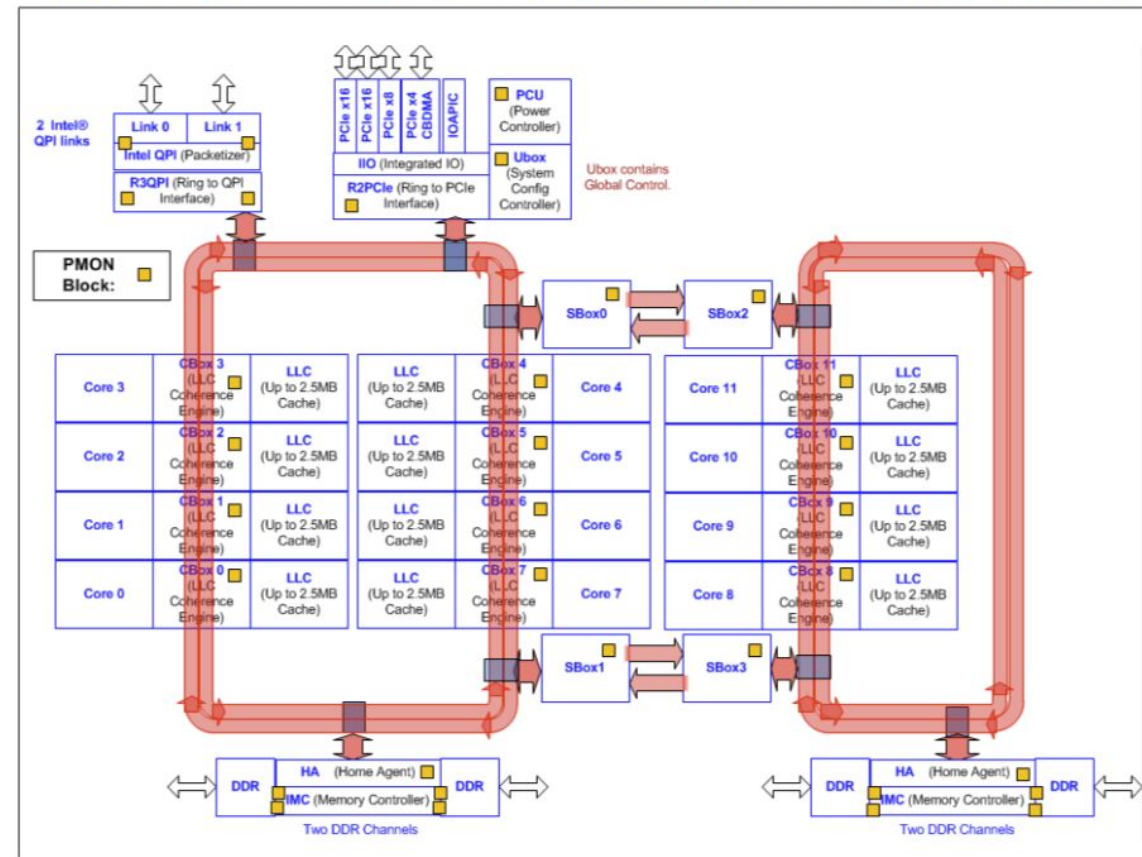 2 Intel®
QPI links
Link 0
Link 1
Intel QPI (Packetizer)
R3QPI (Ring to QPI
Interface)
PCIe x16
PCIe x16
PCIe x8
PCIe x4
CBDMA
IOAPIC
IIO (Integrated IO)
R2PCIe (Ring to PCIe
Interface)
PCU
(Power
Controller)
Ubox
(System
Config
Controller)
Ubox contains
Global Control.
PMON
Block:
SBox0
SBox2
Core 3
CBox 3
(LLC
Coherence
Engine)
LLC
(Up to 2.5MB
Cache)
LLC
(Up to 2.5MB
Cache)
CBox 4
(LLC
Coherence
Engine)
Core 4
Core 11
CBox 11
(LLC
Coherence
Engine)
LLC
(Up to 2.5MB
Cache)
Core 2
CBox 2
(LLC
Coherence
Engine)
LLC
(Up to 2.5MB
Cache)
LLC
(Up to 2.5MB
Cache)
CBox 5
(LLC
Coherence
Engine)
Core 5
Core 10
CBox 10
(LLC
Coherence
Engine)
LLC
(Up to 2.5MB
Cache)
Core 1
CBox 1
(LLC
Coherence
Engine)
LLC
(Up to 2.5MB
Cache)
LLC
(Up to 2.5MB
Cache)
CBox 6
(LLC
Coherence
Engine)
Core 6
Core 9
CBox 9
(LLC
Coherence
Engine)
LLC
(Up to 2.5MB
Cache)
Core 0
CBox 0
(LLC
Coherence
Engine)
LLC
(Up to 2.5MB
Cache)
LLC
(Up to 2.5MB
Cache)
CBox 7
(LLC
Coherence
Engine)
Core 7
Core 8
CBox 8
(LLC
Coherence
Engine)
LLC
(Up to 2.5MB
Cache)
SBox1
SBox3
DDR
HA (Home Agent)
IMC (Memory Controller)
DDR
Two DDR Channels
DDR
HA (Home Agent)
IMC (Memory Controller)
DDR
Two DDR Channels